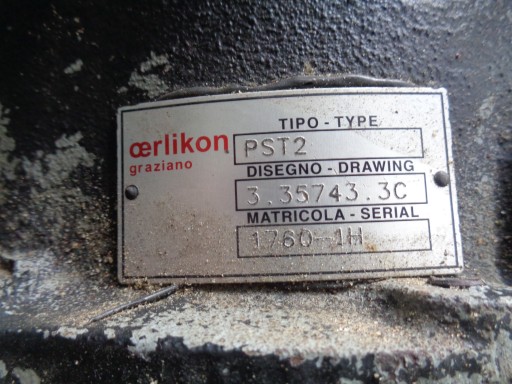 TIPO - TYPE
œrlikon
graziano
PST2
DISEGNO - DRAWING
3.35743.3C
MATRICOLA - SERIAL
1760-1H